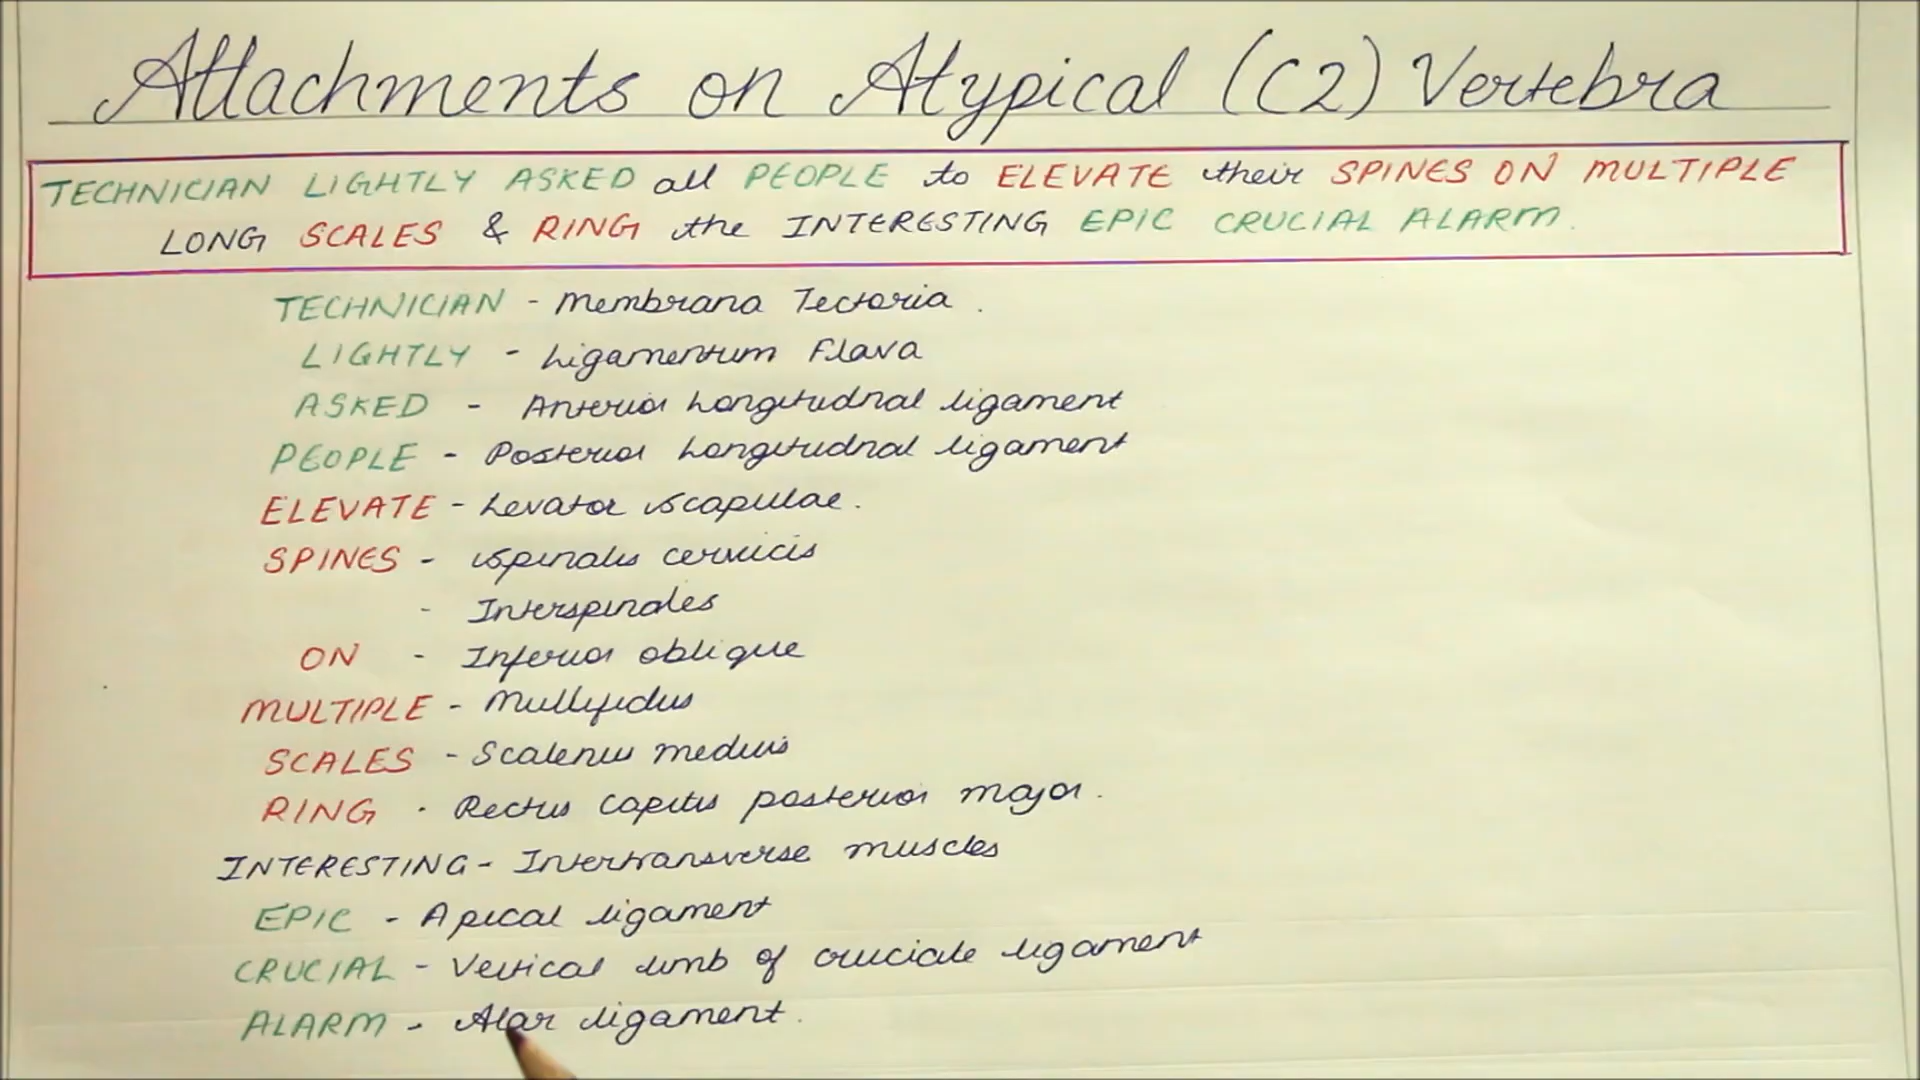 Attachments on Atypical (C2) Vertebra
TECHNICIAN LIGHTLY ASKED all PEOPLE to ELEVATE their SPINES ON MULTIPLE
LONG SCALES & RING the INTERESTING EPIC CRUCIAL ALARM.
TECHNICIAN - Membrana Tectoria.
LIGHTLY - Ligamentum Flava
ASKED - Anterior Longitudnal ligament
PEOPLE - Posterior Longitudnal ligament
ELEVATE - Levator scapulae.
SPINES - spinalis cervicis
- Interspinales
ON - Inferior oblique
MULTIPLE - Multifidus
SCALES - Scalenus medius
RING - Rectus capitis posterior major.
INTERESTING - Intertransverse muscles
EPIC - Apical ligament
CRUCIAL - Vertical limb of cruciate ligament
ALARM - Alar ligament.